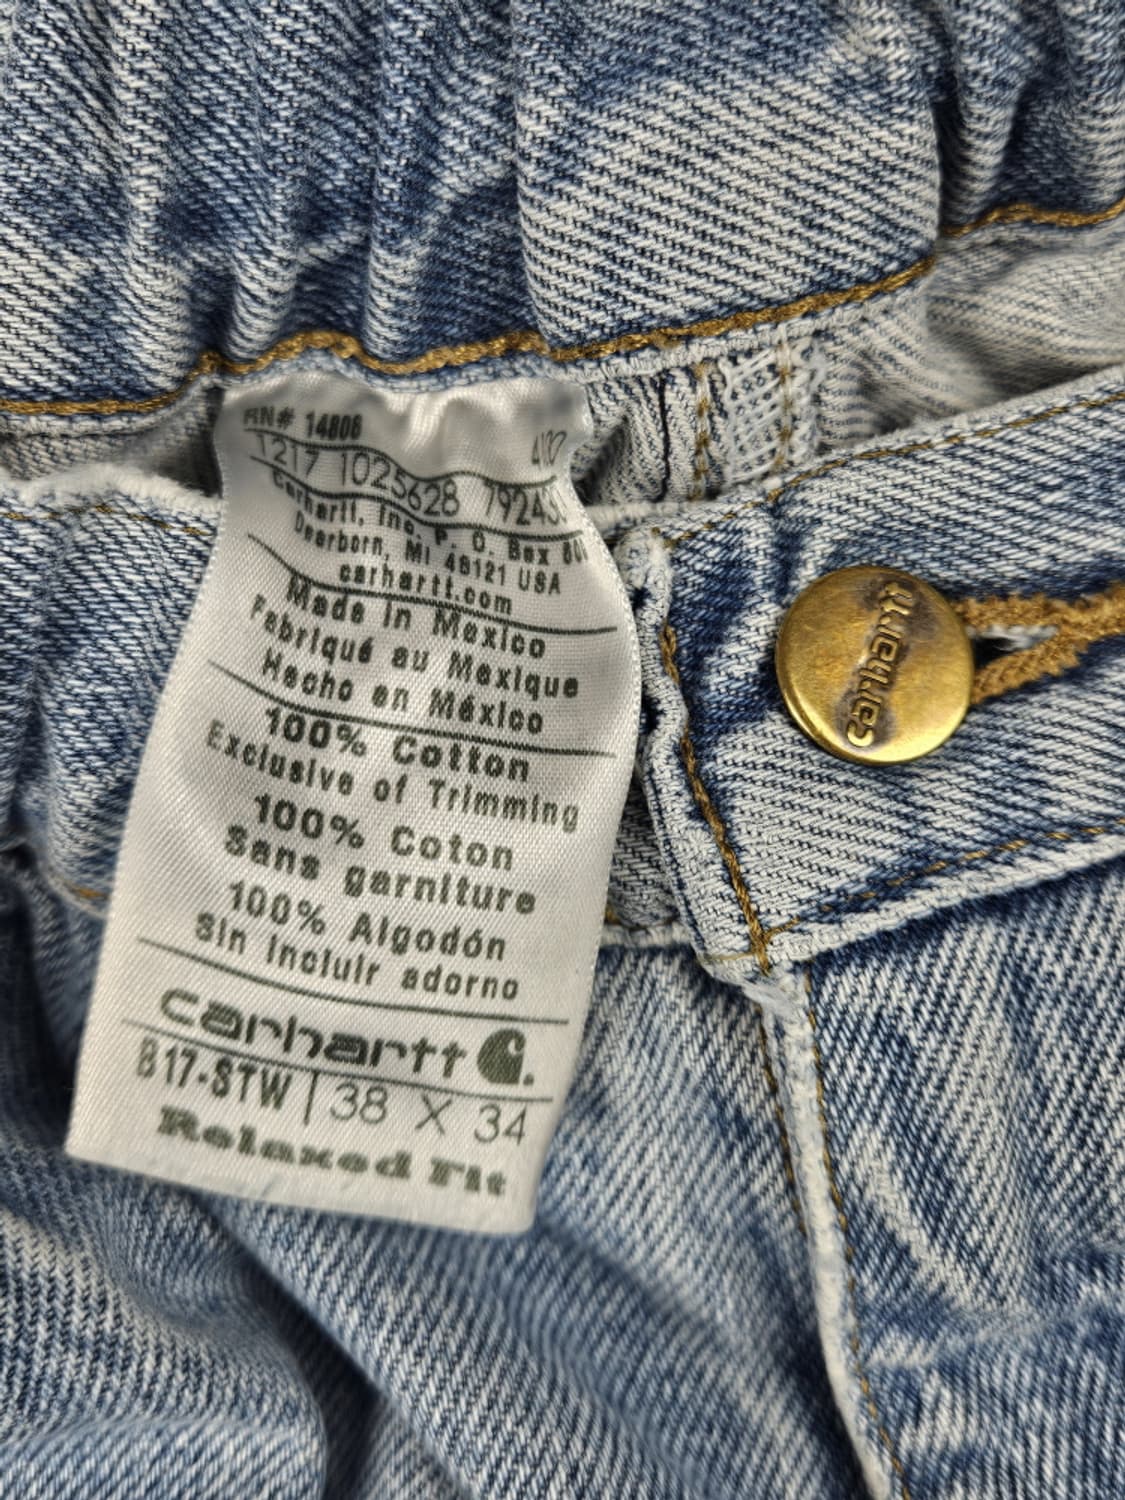 RN# 14806
1217 1025628
Carhartt, Inc. P. O. Box
Dearborn, MI 48121 USA
carhartt.com
Made in Mexico
Fabriqué au Mexique
Hecho en México
100% Cotton
Exclusive of Trimming
100% Coton
Sans garniture
100% Algodón
Sin incluir adorno
carhartt
B17-STW | 38 X 34
Relaxed Fit
carhartt